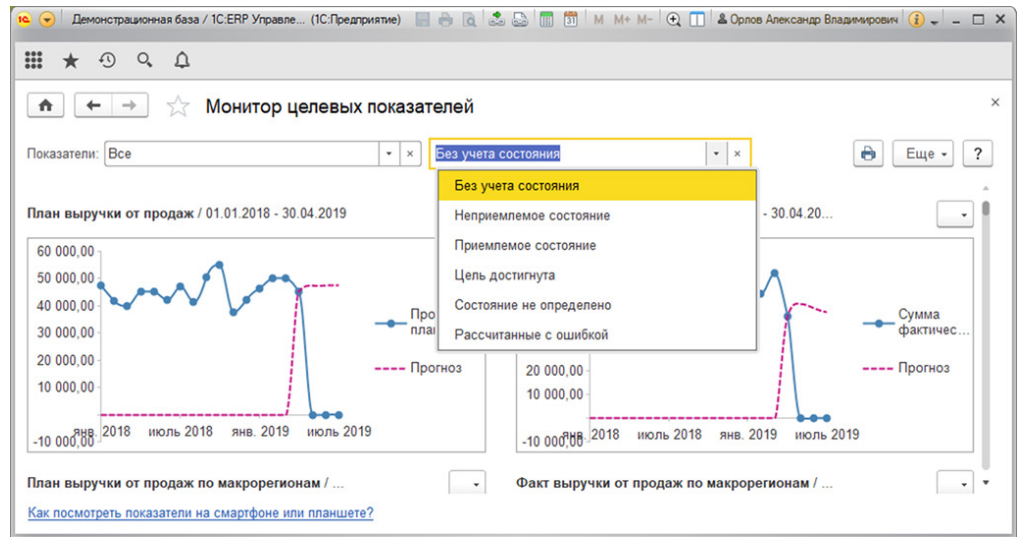 Демонстрационная база / 1С:ERP Управле... (1С:Предприятие)
M M+ M-
Орлов Александр Владимирович
Монитор целевых показателей
Показатели: Все
Без учета состояния
Еще
?
Без учета состояния
Неприемлемое состояние
Приемлемое состояние
Цель достигнута
Состояние не определено
Рассчитанные с ошибкой
План выручки от продаж / 01.01.2018 - 30.04.2019
- 30.04.20...
60 000,00
50 000,00
40 000,00
30 000,00
20 000,00
10 000,00
-10 000,00
янв. 2018 июль 2018 янв. 2019 июль 2019
Прогноз
20 000,00
10 000,00
-10 000,00
янв. 2018 июль 2018 янв. 2019 июль 2019
Сумма
фактичес...
Прогноз
План выручки от продаж по макрорегионам / ...
Факт выручки от продаж по макрорегионам / ...
Как посмотреть показатели на смартфоне или планшете?